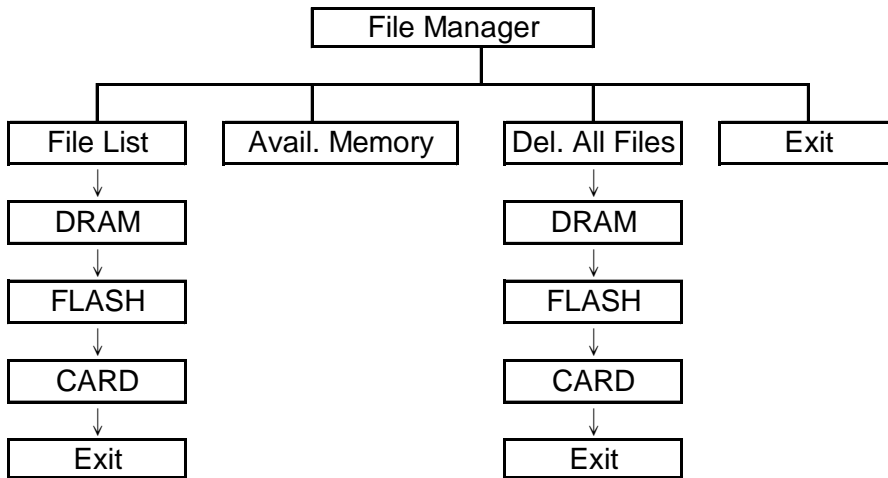 File Manager
File List
Avail. Memory
Del. All Files
Exit
DRAM
DRAM
FLASH
FLASH
CARD
CARD
Exit
Exit